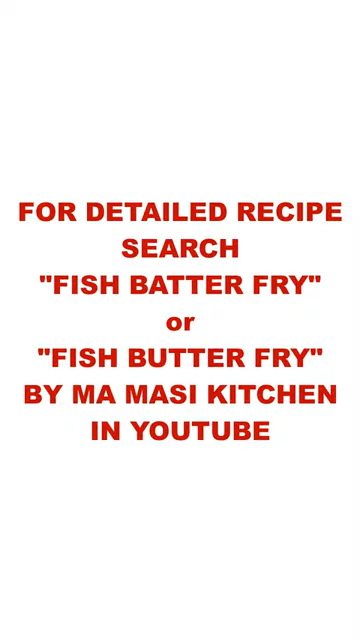 FOR DETAILED RECIPE
SEARCH
"FISH BATTER FRY"
or
"FISH BUTTER FRY"
BY MA MASI KITCHEN
IN YOUTUBE